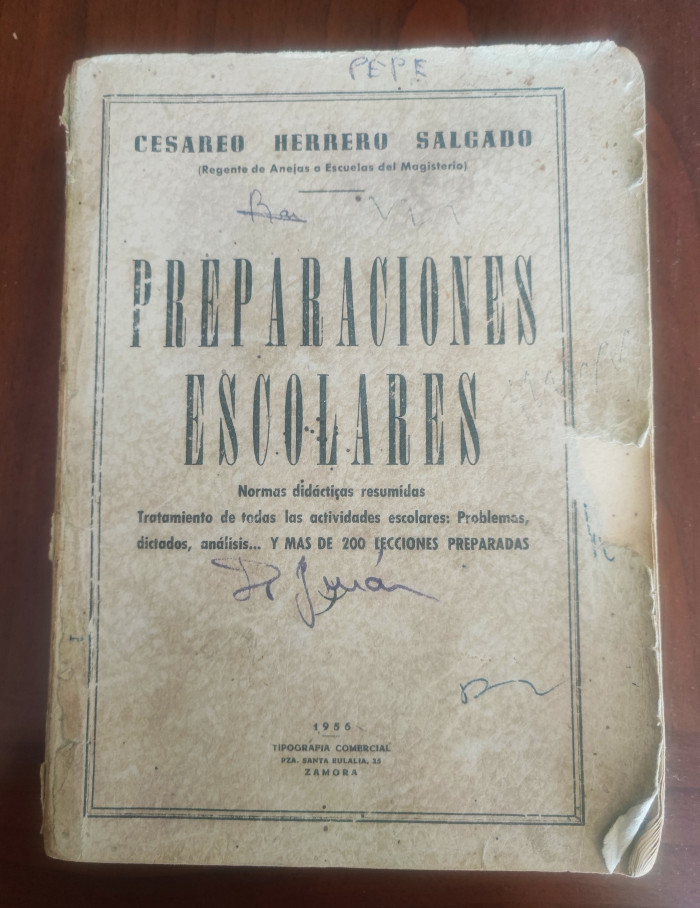 PEPE
CESAREO HERRERO SALGADO
(Regente de Anejas a Escuelas del Magisterio)
PREPARACIONES
ESCOLARES
Normas didácticas resumidas
Tratamiento de todas las actividades escolares: Problemas,
dictados, análisis... Y MAS DE 200 LECCIONES PREPARADAS
1956
TIPOGRAFIA COMERCIAL
PZA. SANTA EULALIA, 25
ZAMORA